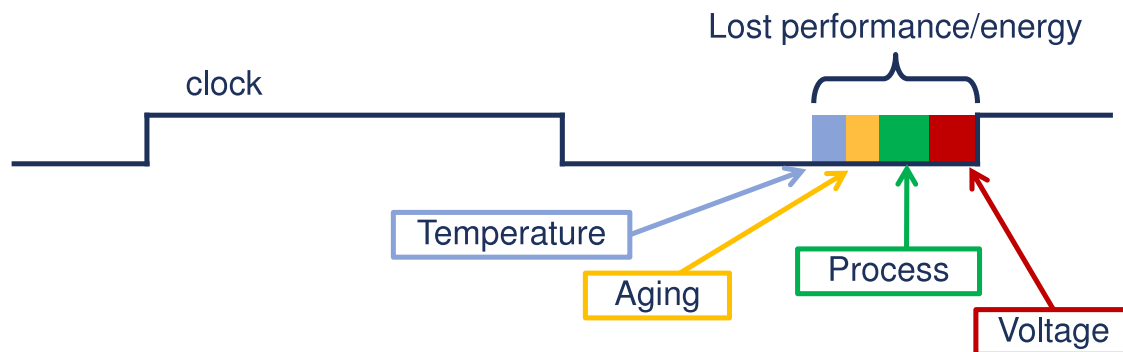 Lost performance/energy
clock
Temperature
Aging
Process
Voltage